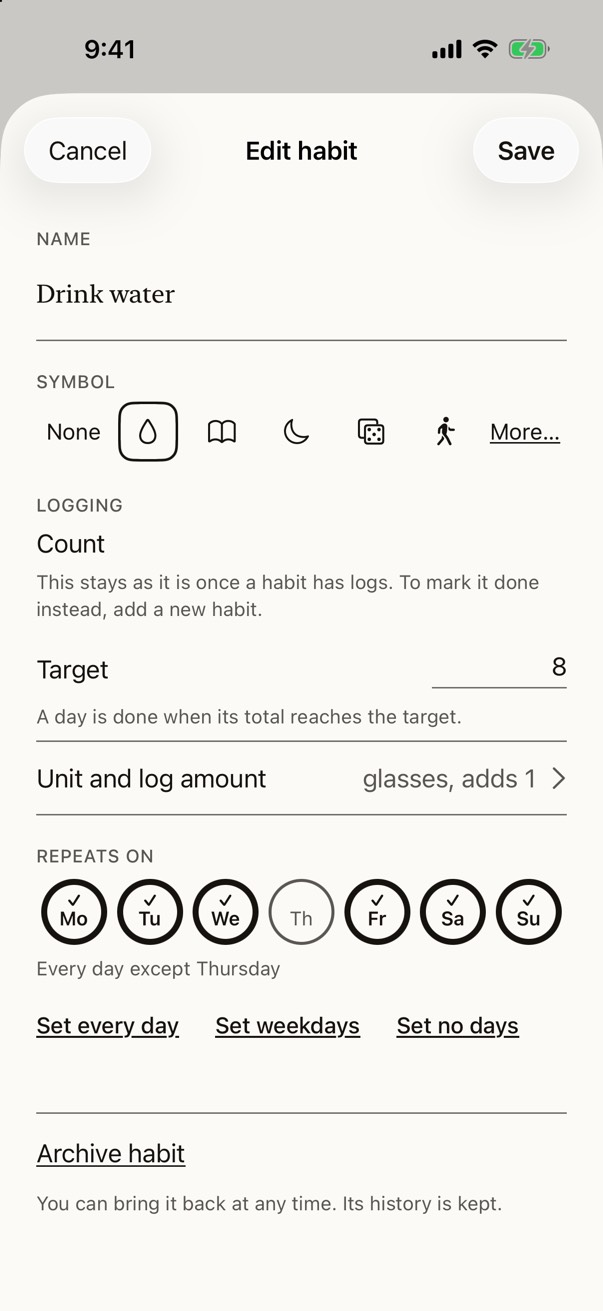 9:41
Cancel
Edit habit
Save
NAME
Drink water
SYMBOL
None
More...
LOGGING
Count
This stays as it is once a habit has logs. To mark it done
instead, add a new habit.
Target
8
A day is done when its total reaches the target.
Unit and log amount
glasses, adds 1
REPEATS ON
Mo
Tu
We
Th
Fr
Sa
Su
Every day except Thursday
Set every day
Set weekdays
Set no days
Archive habit
You can bring it back at any time. Its history is kept.